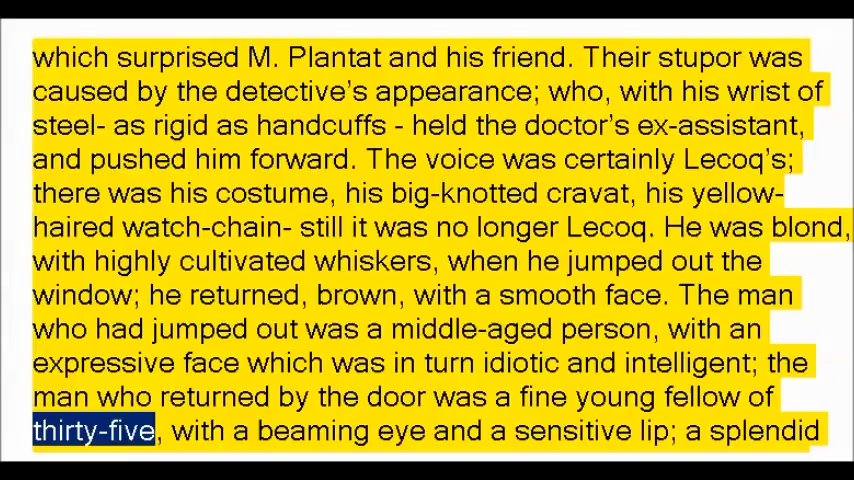 which surprised M. Plantat and his friend. Their stupor was
caused by the detective's appearance; who, with his wrist of
steel- as rigid as handcuffs - held the doctor's ex-assistant,
and pushed him forward. The voice was certainly Lecoq's;
there was his costume, his big-knotted cravat, his yellow-
haired watch-chain- still it was no longer Lecoq. He was blond,
with highly cultivated whiskers, when he jumped out the
window; he returned, brown, with a smooth face. The man
who had jumped out was a middle-aged person, with an
expressive face which was in turn idiotic and intelligent; the
man who returned by the door was a fine young fellow of
thirty-five, with a beaming eye and a sensitive lip; a splendid